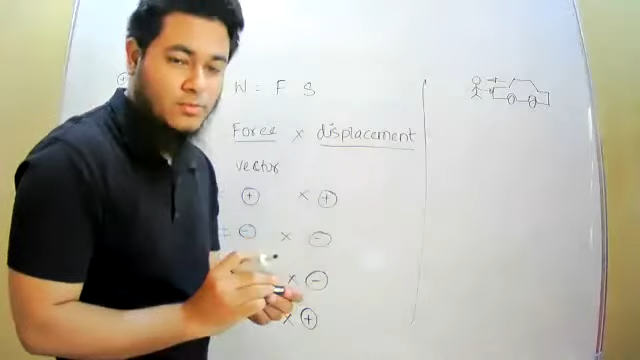 W = F S
Force × displacement
vector
+ × +
= - × -
× -
× +